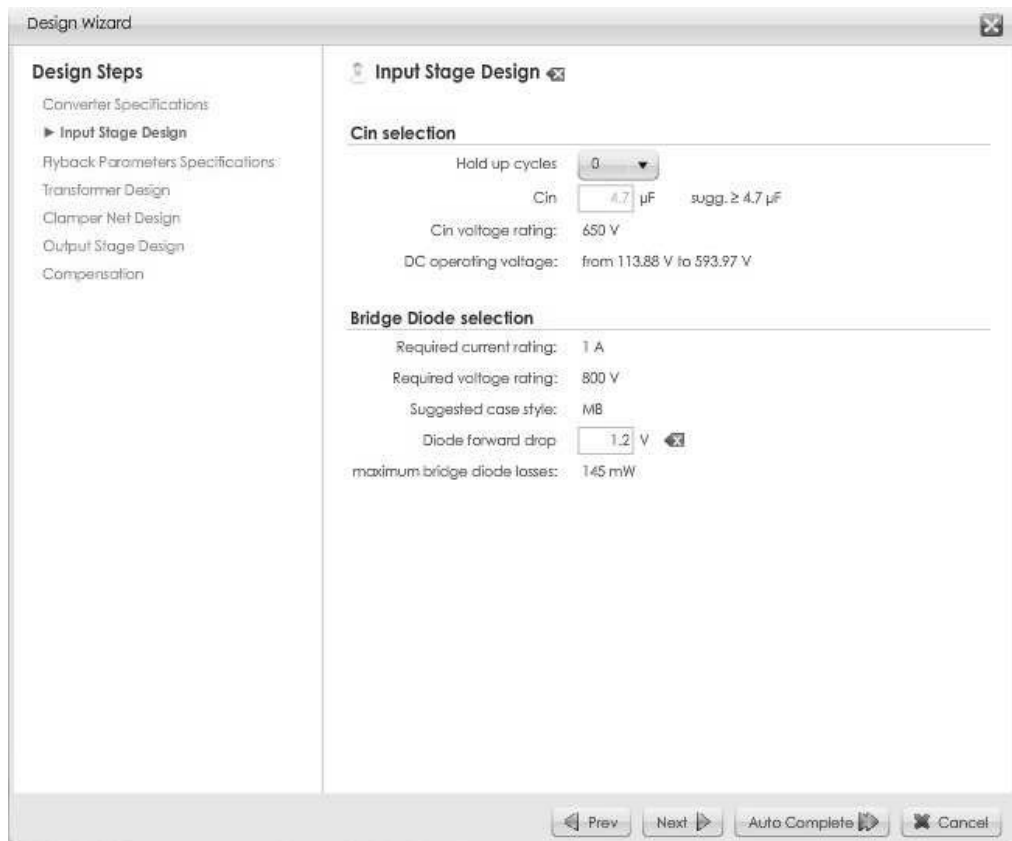 Design Wizard
Design Steps
Converter Specifications
Input Stage Design
Flyback Parameters Specifications
Transformer Design
Clamper Net Design
Output Stage Design
Compensation
Input Stage Design
Cin selection
Hold up cycles 0
Cin 4.7 µF sugg. ≥ 4.7 µF
Cin voltage rating: 650 V
DC operating voltage: from 113.88 V to 593.97 V
Bridge Diode selection
Required current rating: 1 A
Required voltage rating: 800 V
Suggested case style: MB
Diode forward drop 1.2 V
maximum bridge diode losses: 145 mW
Prev Next Auto Complete Cancel